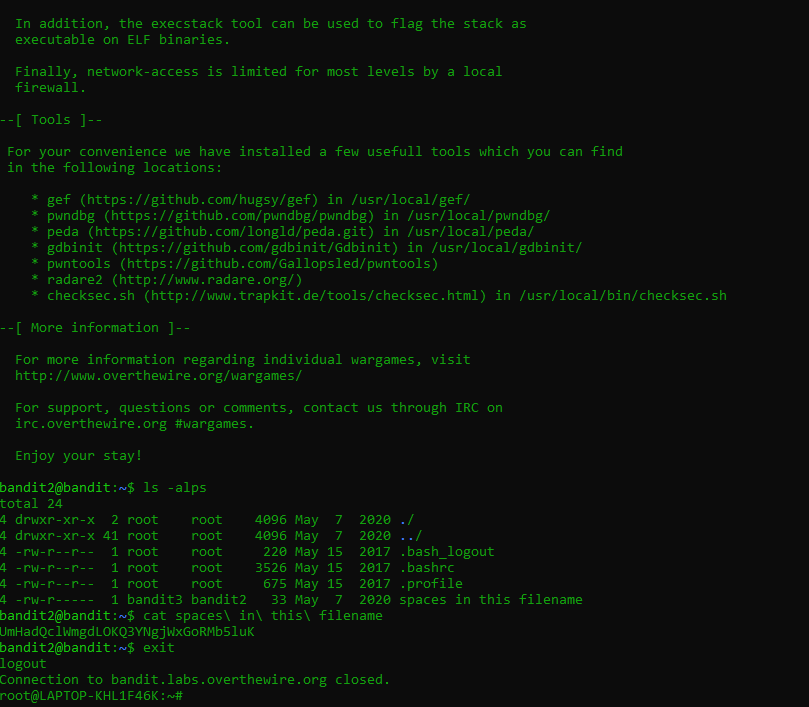 In addition, the execstack tool can be used to flag the stack as
executable on ELF binaries.
Finally, network-access is limited for most levels by a local
firewall.
--[ Tools ]--
For your convenience we have installed a few usefull tools which you can find
in the following locations:
* gef (https://github.com/hugsy/gef) in /usr/local/gef/
* pwndbg (https://github.com/pwndbg/pwndbg) in /usr/local/pwndbg/
* peda (https://github.com/longld/peda.git) in /usr/local/peda/
* gdbinit (https://github.com/gdbinit/Gdbinit) in /usr/local/gdbinit/
* pwntools (https://github.com/Gallopsled/pwntools)
* radare2 (http://www.radare.org/)
* checksec.sh (http://www.trapkit.de/tools/checksec.html) in /usr/local/bin/checksec.sh
--[ More information ]--
For more information regarding individual wargames, visit
http://www.overthewire.org/wargames/
For support, questions or comments, contact us through IRC on
irc.overthewire.org #wargames.
Enjoy your stay!
bandit2@bandit:~$ ls -alps
total 24
4 drwxr-xr-x  2 root    root    4096 May  7  2020 ./
4 drwxr-xr-x 41 root    root    4096 May  7  2020 ../
4 -rw-r--r--  1 root    root     220 May 15  2017 .bash_logout
4 -rw-r--r--  1 root    root    3526 May 15  2017 .bashrc
4 -rw-r--r--  1 root    root     675 May 15  2017 .profile
4 -rw-r-----  1 bandit3 bandit2   33 May  7  2020 spaces in this filename
bandit2@bandit:~$ cat spaces\ in\ this\ filename
UmHadQclWmgdLOKQ3YNgjWxGoRMb5luK
bandit2@bandit:~$ exit
logout
Connection to bandit.labs.overthewire.org closed.
root@LAPTOP-KHL1F46K:~#